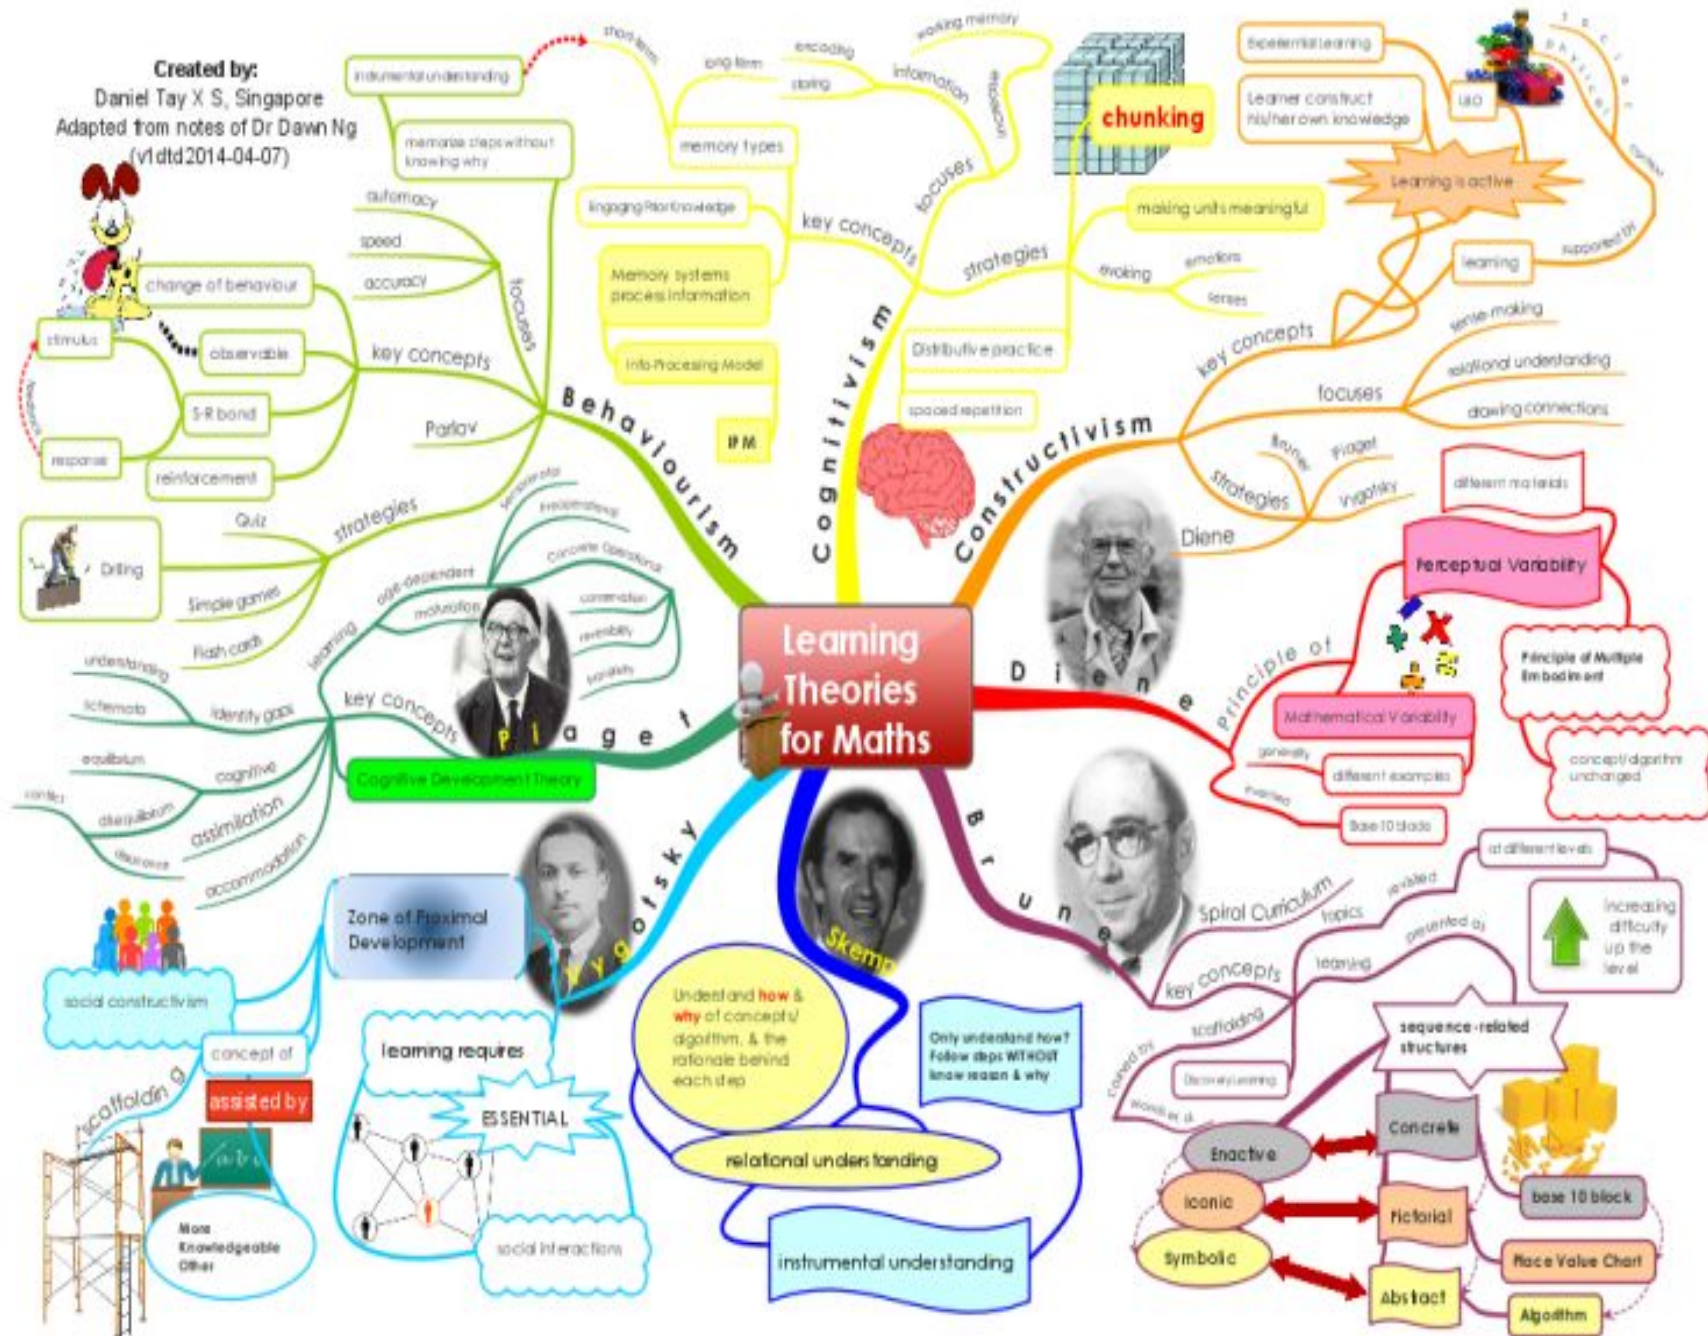 Created by:
Daniel Tay X S, Singapore
Adapted from notes of Dr Dawn Ng
(v1dtd2014-04-07)
Learning
Theories
for Maths
Behaviourism
instrumental understanding
memorize steps without
knowing why
focuses
automacy
speed
accuracy
key concepts
change of behaviour
observable
S-R bond
stimulus
response
reinforcement
Parlov
strategies
Quiz
Drilling
Simple games
Flash cards
Cognitivism
focuses
working memory
information
encoding
storing
key concepts
memory types
short-term
long-term
Engaging Prior Knowledge
Memory systems
process information
Info-Processing Model
IPM
strategies
chunking
making units meaningful
evoking
emotions
senses
Distributive practice
spaced repetition
Constructivism
key concepts
Learning is active
Experiential Learning
Learner construct
his/her own knowledge
learning
supported by
physical
focuses
sense-making
relational understanding
drawing connections
strategies
Bruner
Piaget
Vygotsky
Diene
Diene
Principle of
Perceptual Variability
different materials
Principle of Multiple
Embodiment
concept/algorithm
unchanged
Mathematical Variability
generality
different examples
Base 10 blocks
Bruner
Spiral Curriculum
key concepts
topics
revisited
at different levels
increasing
difficulty
up the
level
learning
presented as
sequence-related
structures
scaffolding
coined by
Discovery Learning
Enactive
Iconic
Symbolic
Concrete
Pictorial
Abstract
base 10 block
Place Value Chart
Algorithm
Skemp
Understand how &
why of concepts/
algorithm, & the
rationale behind
each step
relational understanding
Only understand how?
Follow steps WITHOUT
know reason & why
instrumental understanding
Vygotsky
Zone of Proximal
Development
social constructivism
concept of
scaffolding
assisted by
More
Knowledgeable
Other
learning requires
ESSENTIAL
social interactions
Piaget
Cognitive Development Theory
key concepts
learning
age-dependent
maturation
Preoperational
Concrete Operational
conservation
reversibility
identity gaps
understanding
schemata
cognitive
equilibrium
disequilibrium
conflict
assimilation
accommodation